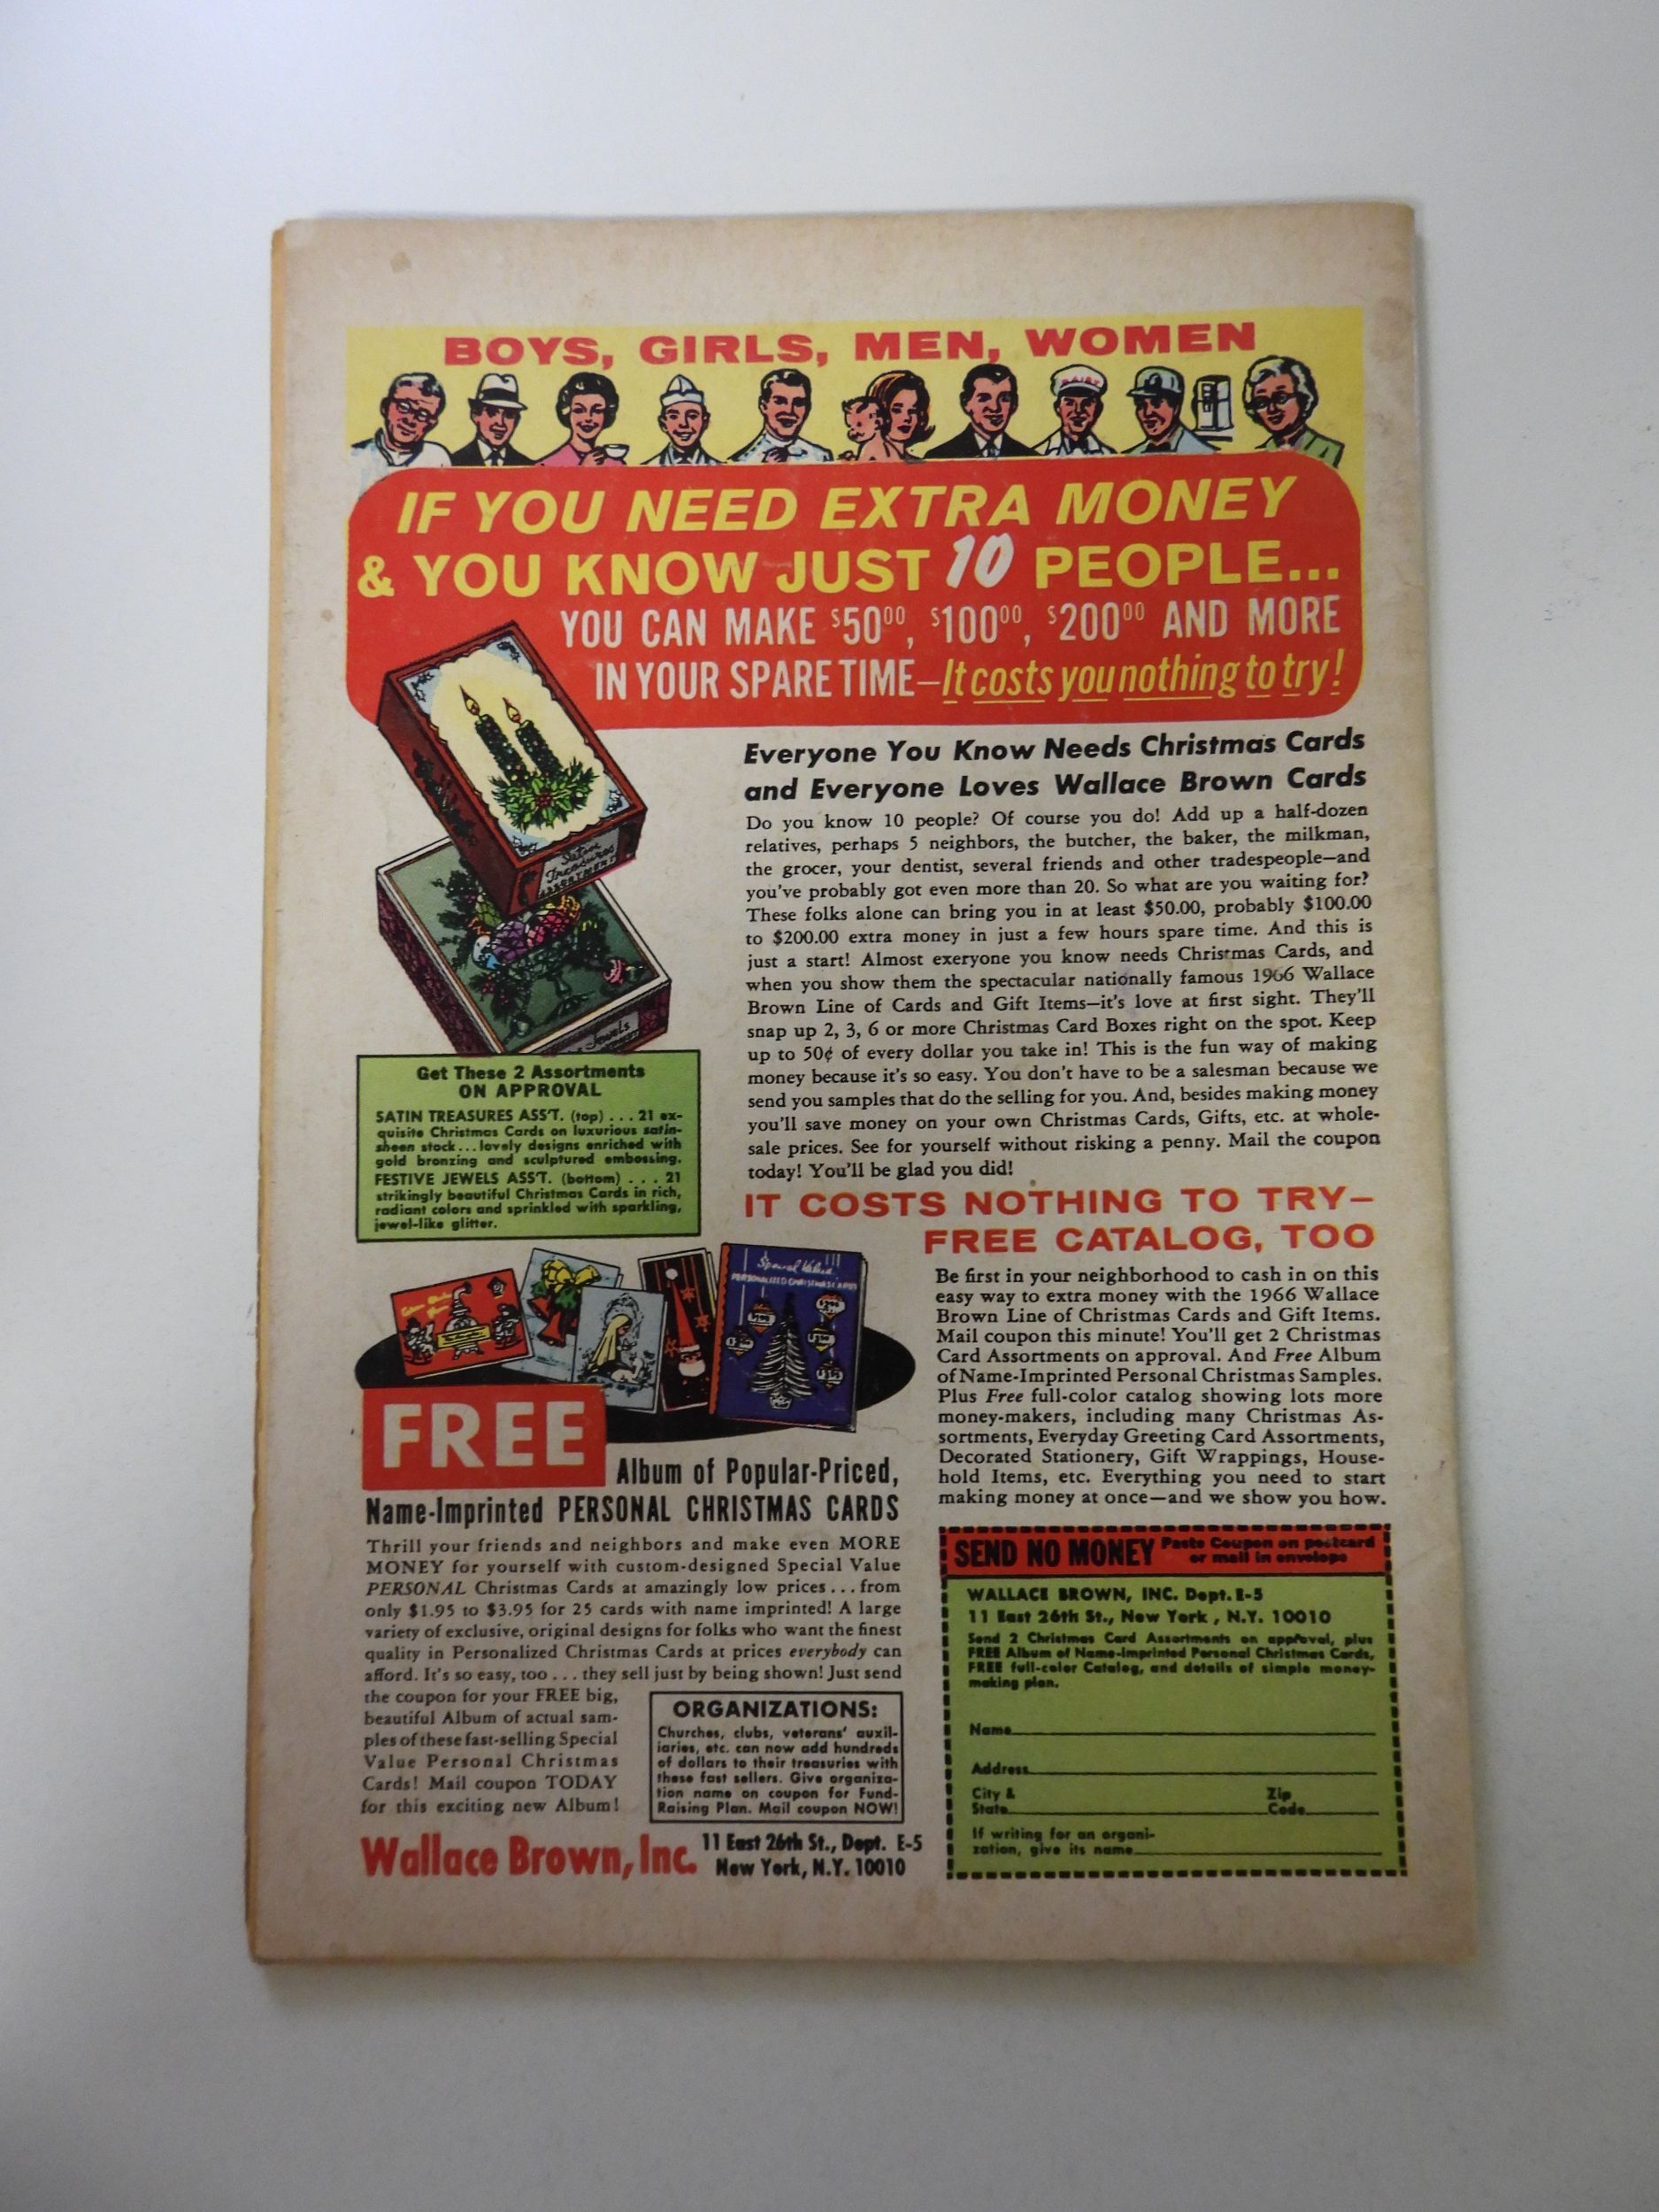 BOYS, GIRLS, MEN, WOMEN
DAIRY
IF YOU NEED EXTRA MONEY
& YOU KNOW JUST 10 PEOPLE...
YOU CAN MAKE $5000, $10000, $20000 AND MORE
IN YOUR SPARE TIME—It costs you nothing to try!
Satin
Treasures
ASSORTMENT
Jewels
Everyone You Know Needs Christmas Cards
and Everyone Loves Wallace Brown Cards
Do you know 10 people? Of course you do! Add up a half-dozen
relatives, perhaps 5 neighbors, the butcher, the baker, the milkman,
the grocer, your dentist, several friends and other tradespeople—and
you've probably got even more than 20. So what are you waiting for?
These folks alone can bring you in at least $50.00, probably $100.00
to $200.00 extra money in just a few hours spare time. And this is
just a start! Almost exeryone you know needs Christmas Cards, and
when you show them the spectacular nationally famous 1966 Wallace
Brown Line of Cards and Gift Items—it's love at first sight. They'll
snap up 2, 3, 6 or more Christmas Card Boxes right on the spot. Keep
up to 50¢ of every dollar you take in! This is the fun way of making
money because it's so easy. You don't have to be a salesman because we
send you samples that do the selling for you. And, besides making money
you'll save money on your own Christmas Cards, Gifts, etc. at whole-
sale prices. See for yourself without risking a penny. Mail the coupon
today! You'll be glad you did!
Get These 2 Assortments
ON APPROVAL
SATIN TREASURES ASS'T. (top) . . . 21 ex-
quisite Christmas Cards on luxurious satin-
sheen stock . . . lovely designs enriched with
gold bronzing and sculptured embossing.
FESTIVE JEWELS ASS'T. (bottom) . . . 21
strikingly beautiful Christmas Cards in rich,
radiant colors and sprinkled with sparkling,
jewel-like glitter.
IT COSTS NOTHING TO TRY—
FREE CATALOG, TOO
Be first in your neighborhood to cash in on this
easy way to extra money with the 1966 Wallace
Brown Line of Christmas Cards and Gift Items.
Mail coupon this minute! You'll get 2 Christmas
Card Assortments on approval. And Free Album
of Name-Imprinted Personal Christmas Samples.
Plus Free full-color catalog showing lots more
money-makers, including many Christmas As-
sortments, Everyday Greeting Card Assortments,
Decorated Stationery, Gift Wrappings, House-
hold Items, etc. Everything you need to start
making money at once—and we show you how.
Special Value
PERSONALIZED CHRISTMAS CARDS
FREE
Album of Popular-Priced,
Name-Imprinted PERSONAL CHRISTMAS CARDS
Thrill your friends and neighbors and make even MORE
MONEY for yourself with custom-designed Special Value
PERSONAL Christmas Cards at amazingly low prices . . . from
only $1.95 to $3.95 for 25 cards with name imprinted! A large
variety of exclusive, original designs for folks who want the finest
quality in Personalized Christmas Cards at prices everybody can
afford. It's so easy, too . . . they sell just by being shown! Just send
the coupon for your FREE big,
beautiful Album of actual sam-
ples of these fast-selling Special
Value Personal Christmas
Cards! Mail coupon TODAY
for this exciting new Album!
ORGANIZATIONS:
Churches, clubs, veterans' auxil-
iaries, etc. can now add hundreds
of dollars to their treasuries with
these fast sellers. Give organiza-
tion name on coupon for Fund-
Raising Plan. Mail coupon NOW!
Wallace Brown, Inc. 11 East 26th St., Dept. E-5
New York, N.Y. 10010
SEND NO MONEY Paste Coupon on postcard
or mail in envelope
WALLACE BROWN, INC. Dept. E-5
11 East 26th St., New York , N.Y. 10010
Send 2 Christmas Card Assortments on approval, plus
FREE Album of Name-Imprinted Personal Christmas Cards,
FREE full-color Catalog, and details of simple money-
making plan.
Name
Address
City & Zip
State Code
If writing for an organi-
zation, give its name